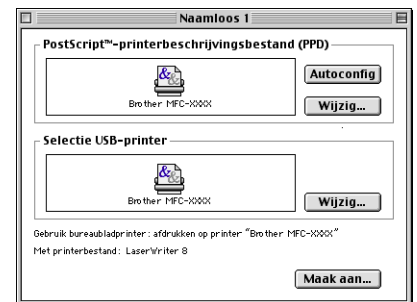 Naamloos 1
PostScript™-printerbeschrijvingsbestand (PPD)
Brother MFC-XXXX
Autoconfig
Wijzig...
Selectie USB-printer
Brother MFC-XXXX
Wijzig...
Gebruik bureaubladprinter: afdrukken op printer "Brother MFC-XXXX"
Met printerbestand: LaserWriter 8
Maak aan...